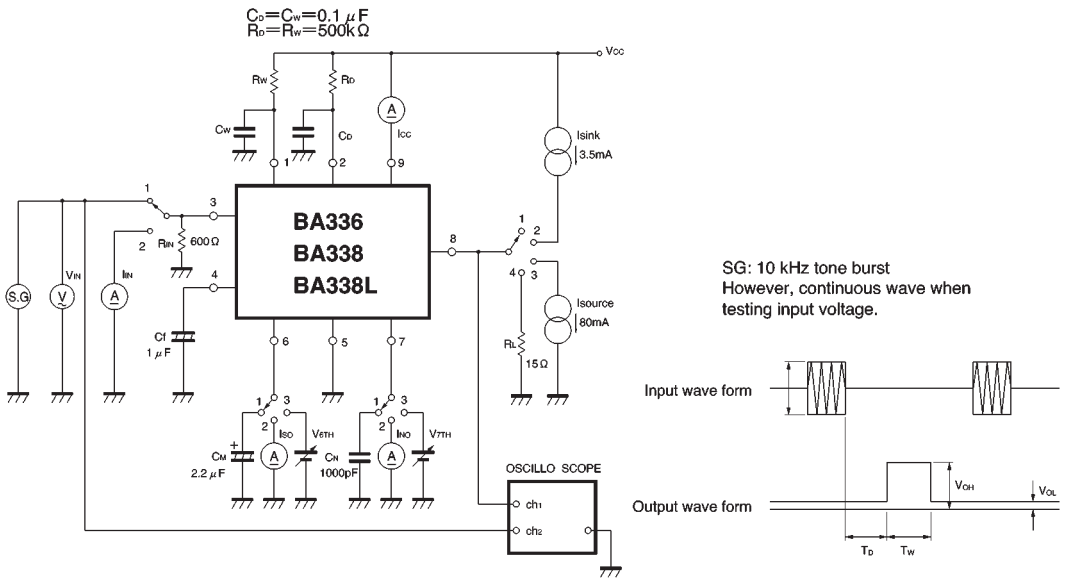 CD=CW=0.1 μF
RD=RW=500kΩ
VCC
RW
RD
A
ICC
CW
CD
1
2
9
Isink
3.5mA
1
3
2
RIN
600Ω
BA336
BA338
BA338L
8
1
2
4
3
S.G
VIN
V
IIN
A
4
Cf
1 μF
Isource
80mA
RL
15Ω
6
5
7
1
3
2
ISO
V6TH
CM
+
2.2 μF
A
1
3
2
INO
V7TH
CN
1000pF
A
OSCILLO SCOPE
ch1
ch2
SG: 10 kHz tone burst
However, continuous wave when
testing input voltage.
Input wave form
Output wave form
VOH
VOL
TD
TW